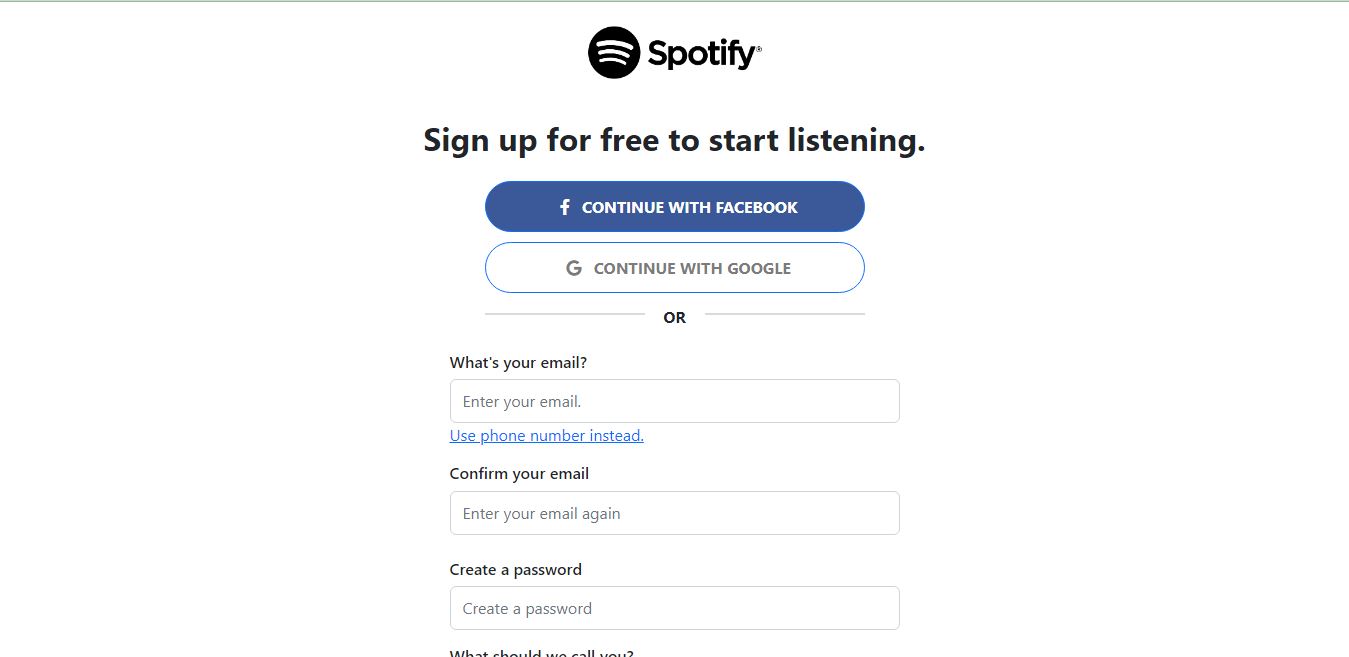 Spotify®
Sign up for free to start listening.
CONTINUE WITH FACEBOOK
CONTINUE WITH GOOGLE
OR
What's your email?
Enter your email.
Use phone number instead.
Confirm your email
Enter your email again
Create a password
Create a password
What should we call you?